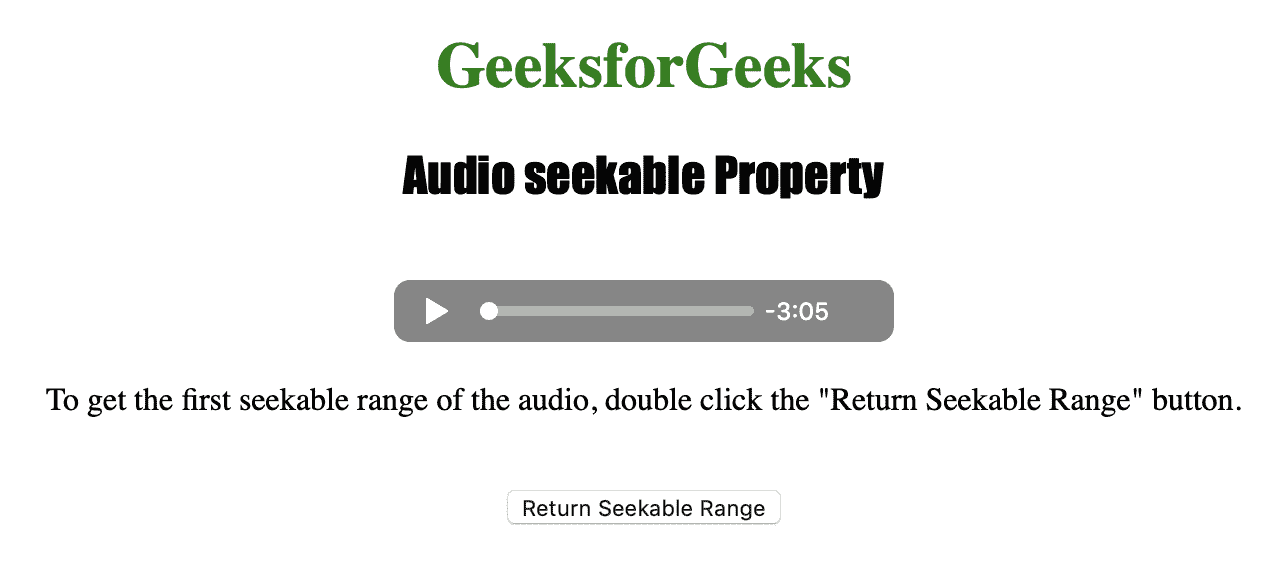 GeeksforGeeks
Audio seekable Property
-3:05
To get the first seekable range of the audio, double click the "Return Seekable Range" button.
Return Seekable Range